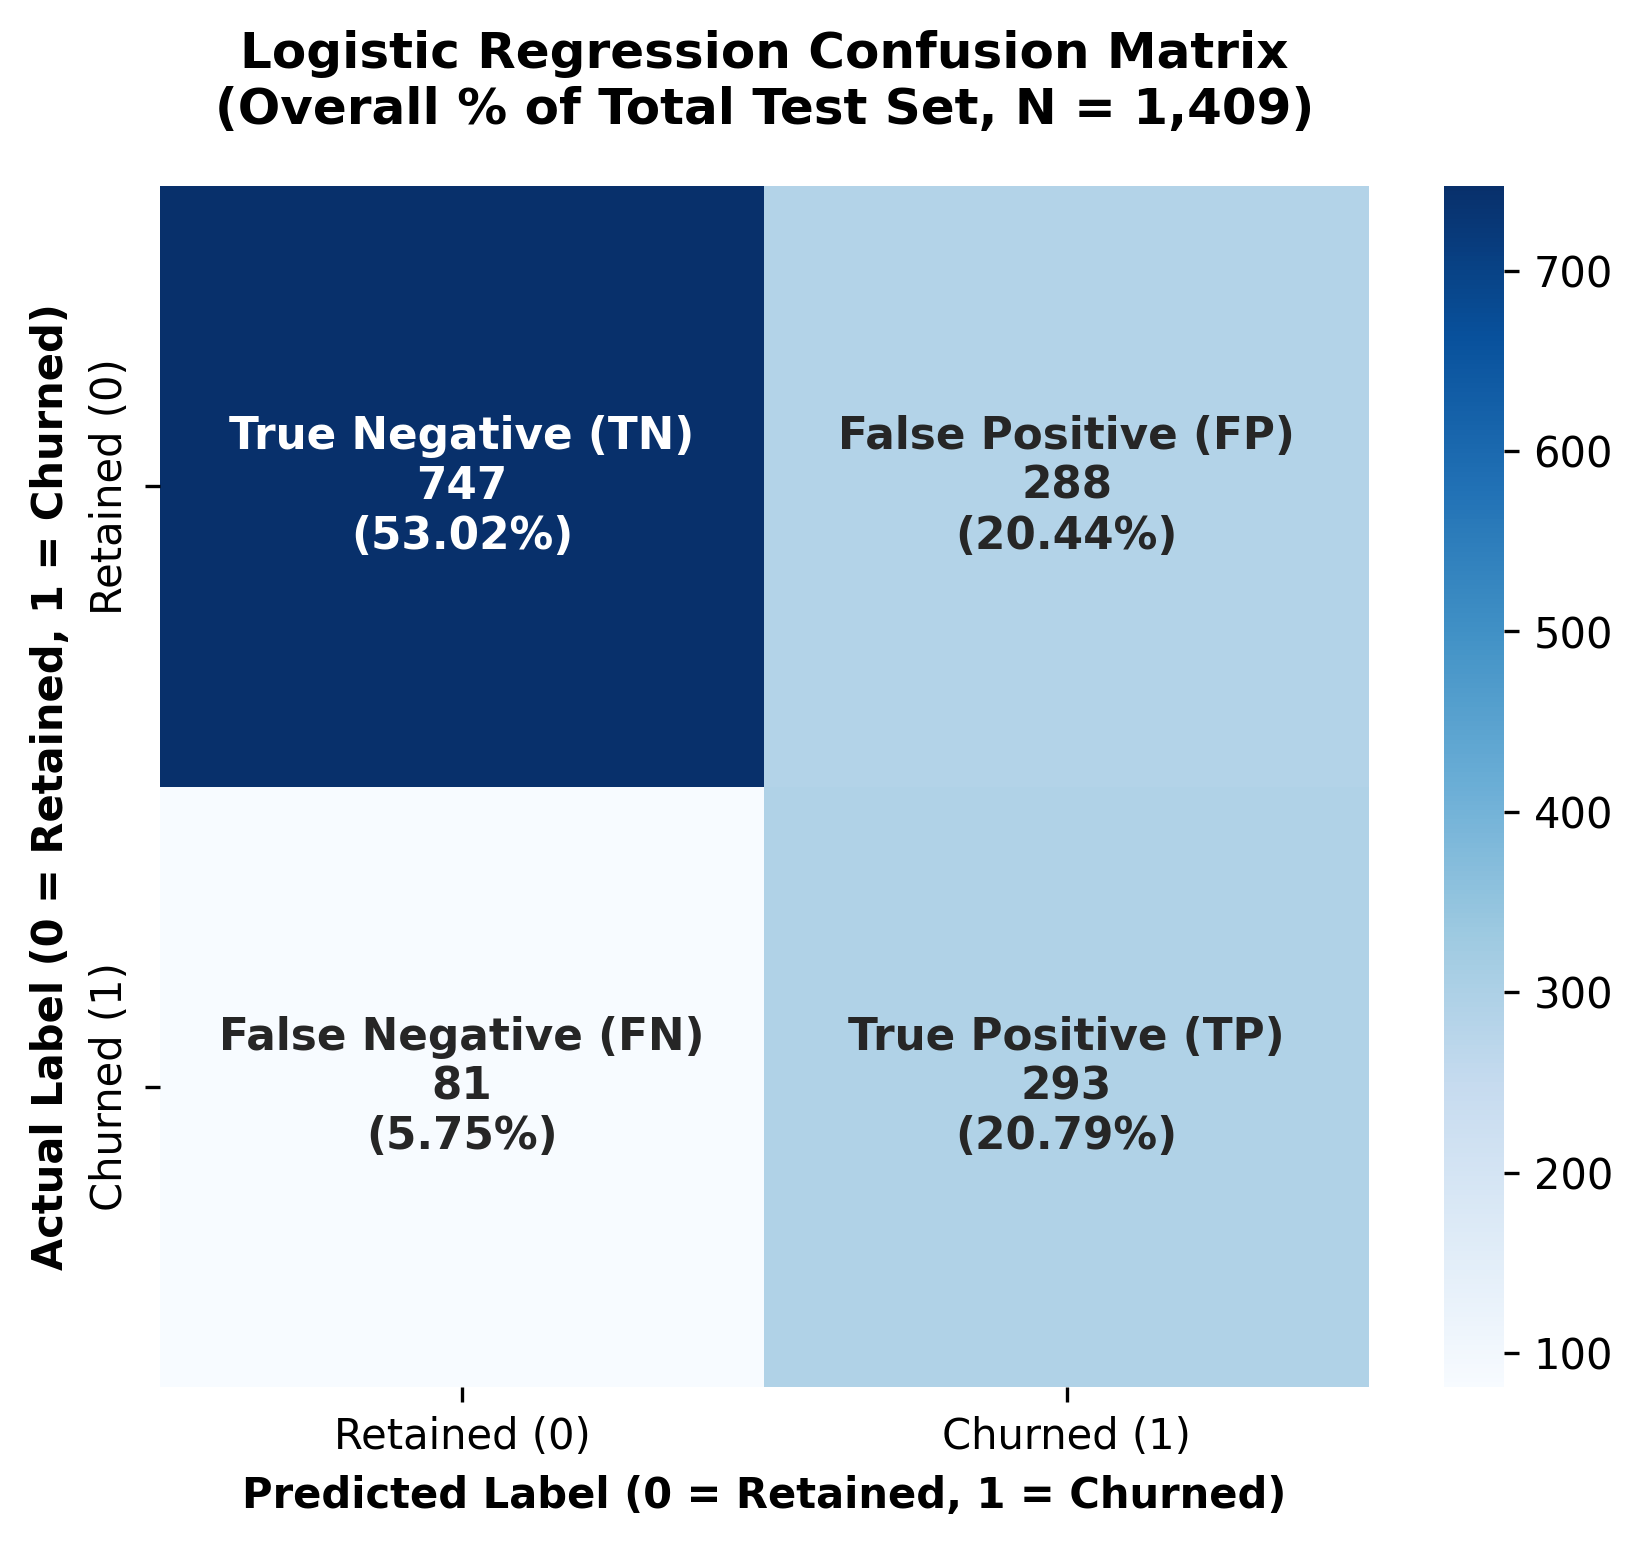 Logistic Regression Confusion Matrix
(Overall % of Total Test Set, N = 1,409)
Actual Label (0 = Retained, 1 = Churned)
Retained (0)
Churned (1)
True Negative (TN)
747
(53.02%)
False Positive (FP)
288
(20.44%)
False Negative (FN)
81
(5.75%)
True Positive (TP)
293
(20.79%)
Retained (0)
Churned (1)
Predicted Label (0 = Retained, 1 = Churned)
700
600
500
400
300
200
100